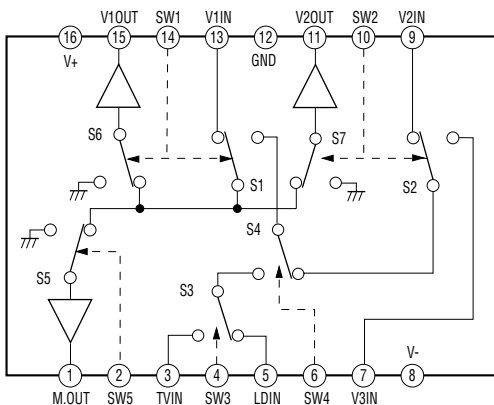 V1OUT SW1 V1IN V2OUT SW2 V2IN
16 15 14 13 12 11 10 9
V+ GND
S6 S7
S1 S2
S4
S5 S3
V-
1 2 3 4 5 6 7 8
M.OUT SW5 TVIN SW3 LDIN SW4 V3IN